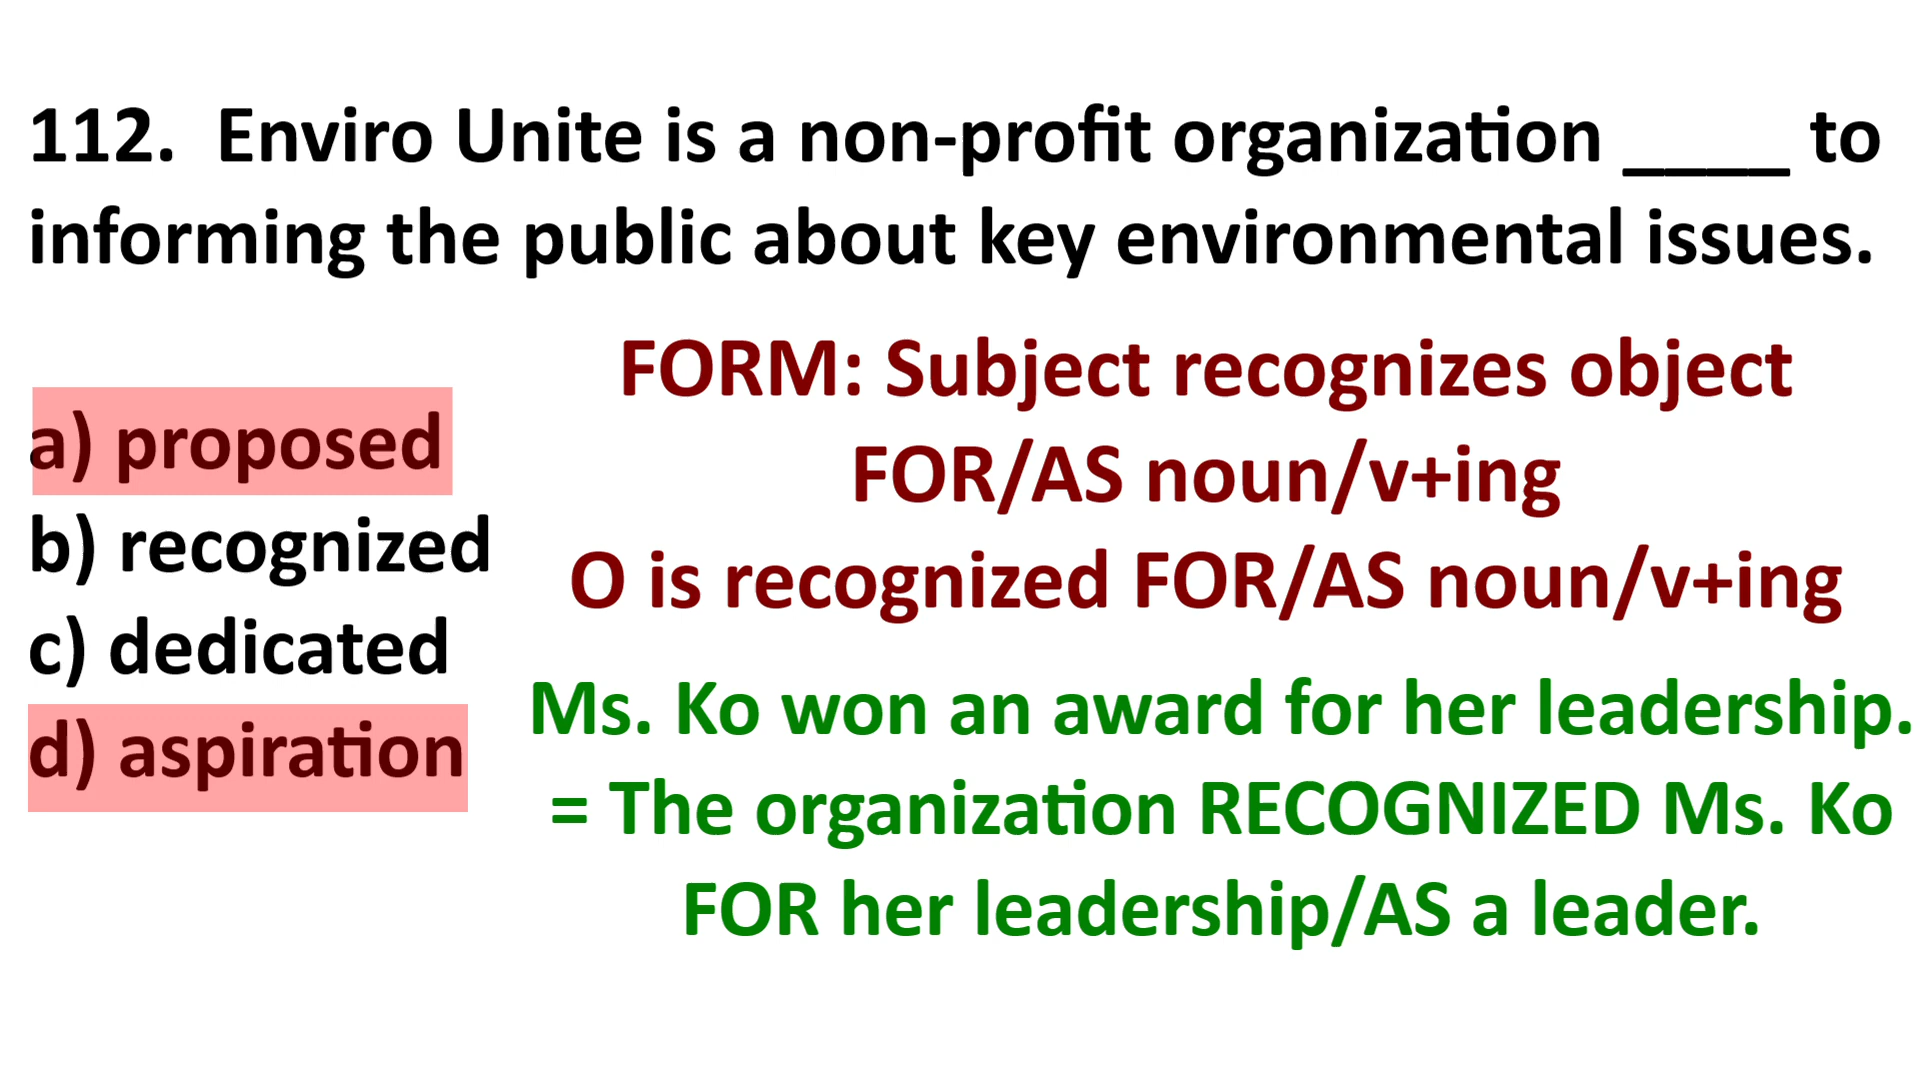 112.  Enviro Unite is a non-profit organization ____ to
informing the public about key environmental issues.
a) proposed
b) recognized
c) dedicated
d) aspiration
FORM: Subject recognizes object
FOR/AS noun/v+ing
O is recognized FOR/AS noun/v+ing
Ms. Ko won an award for her leadership.
= The organization RECOGNIZED Ms. Ko
FOR her leadership/AS a leader.